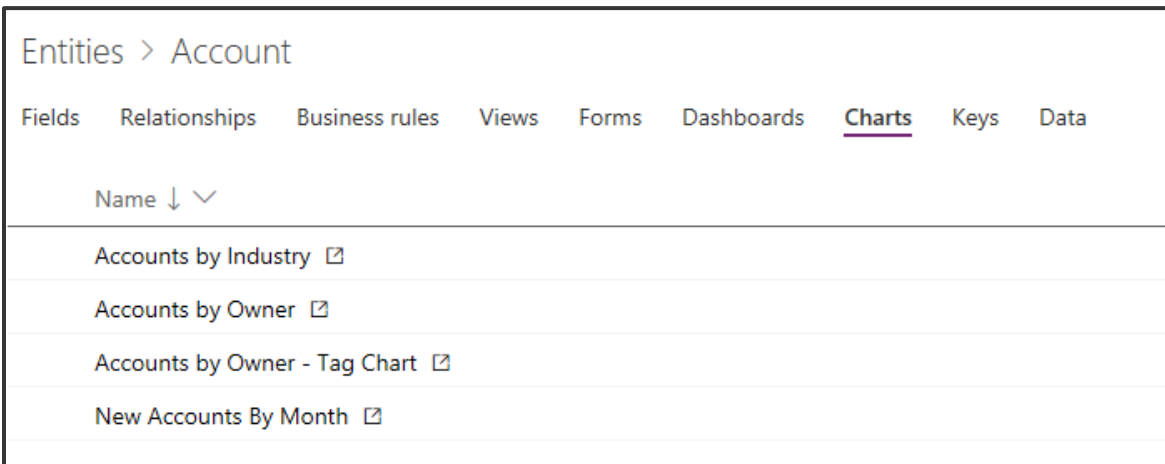 Entities > Account
Fields Relationships Business rules Views Forms Dashboards Charts Keys Data
Name ↓
Accounts by Industry
Accounts by Owner
Accounts by Owner - Tag Chart
New Accounts By Month